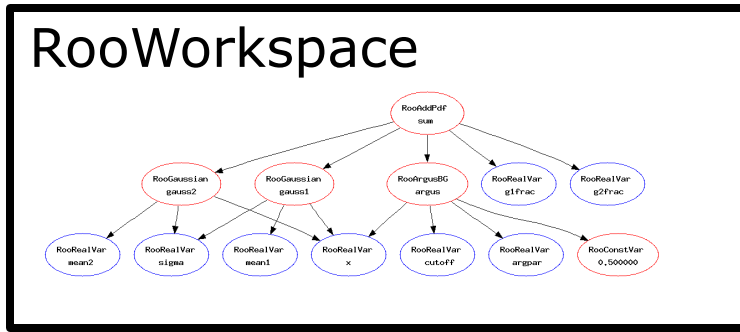 RooWorkspace
RooAddPdf
sum
RooGaussian
gauss2
RooGaussian
gauss1
RooArgusBG
argus
RooRealVar
g1frac
RooRealVar
g2frac
RooRealVar
mean2
RooRealVar
sigma
RooRealVar
mean1
RooRealVar
x
RooRealVar
cutoff
RooRealVar
argpar
RooConstVar
0.500000